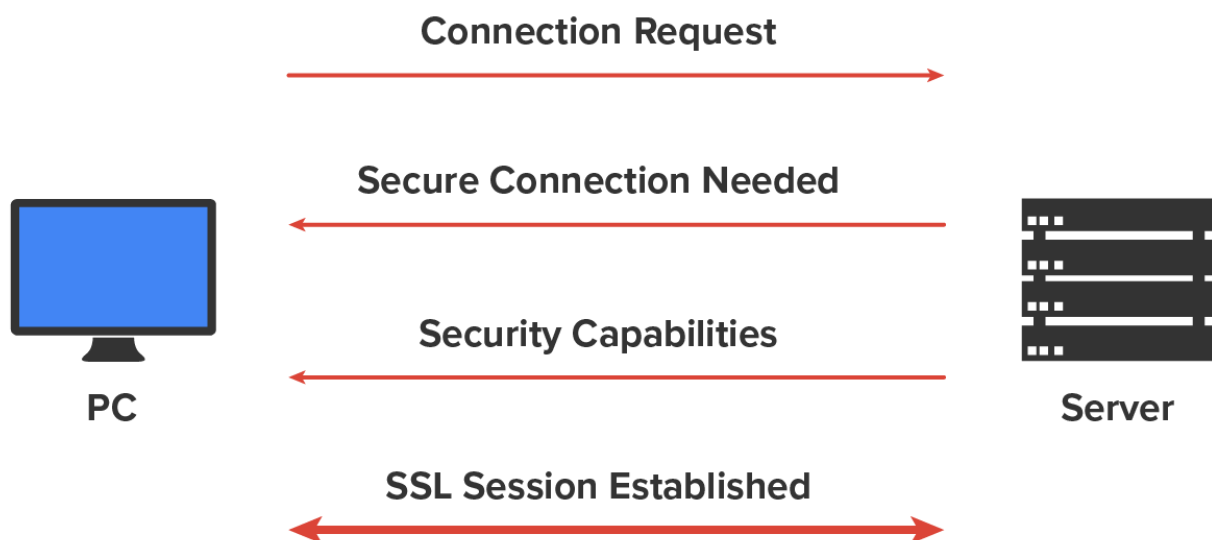 Connection Request
Secure Connection Needed
Security Capabilities
PC
Server
SSL Session Established